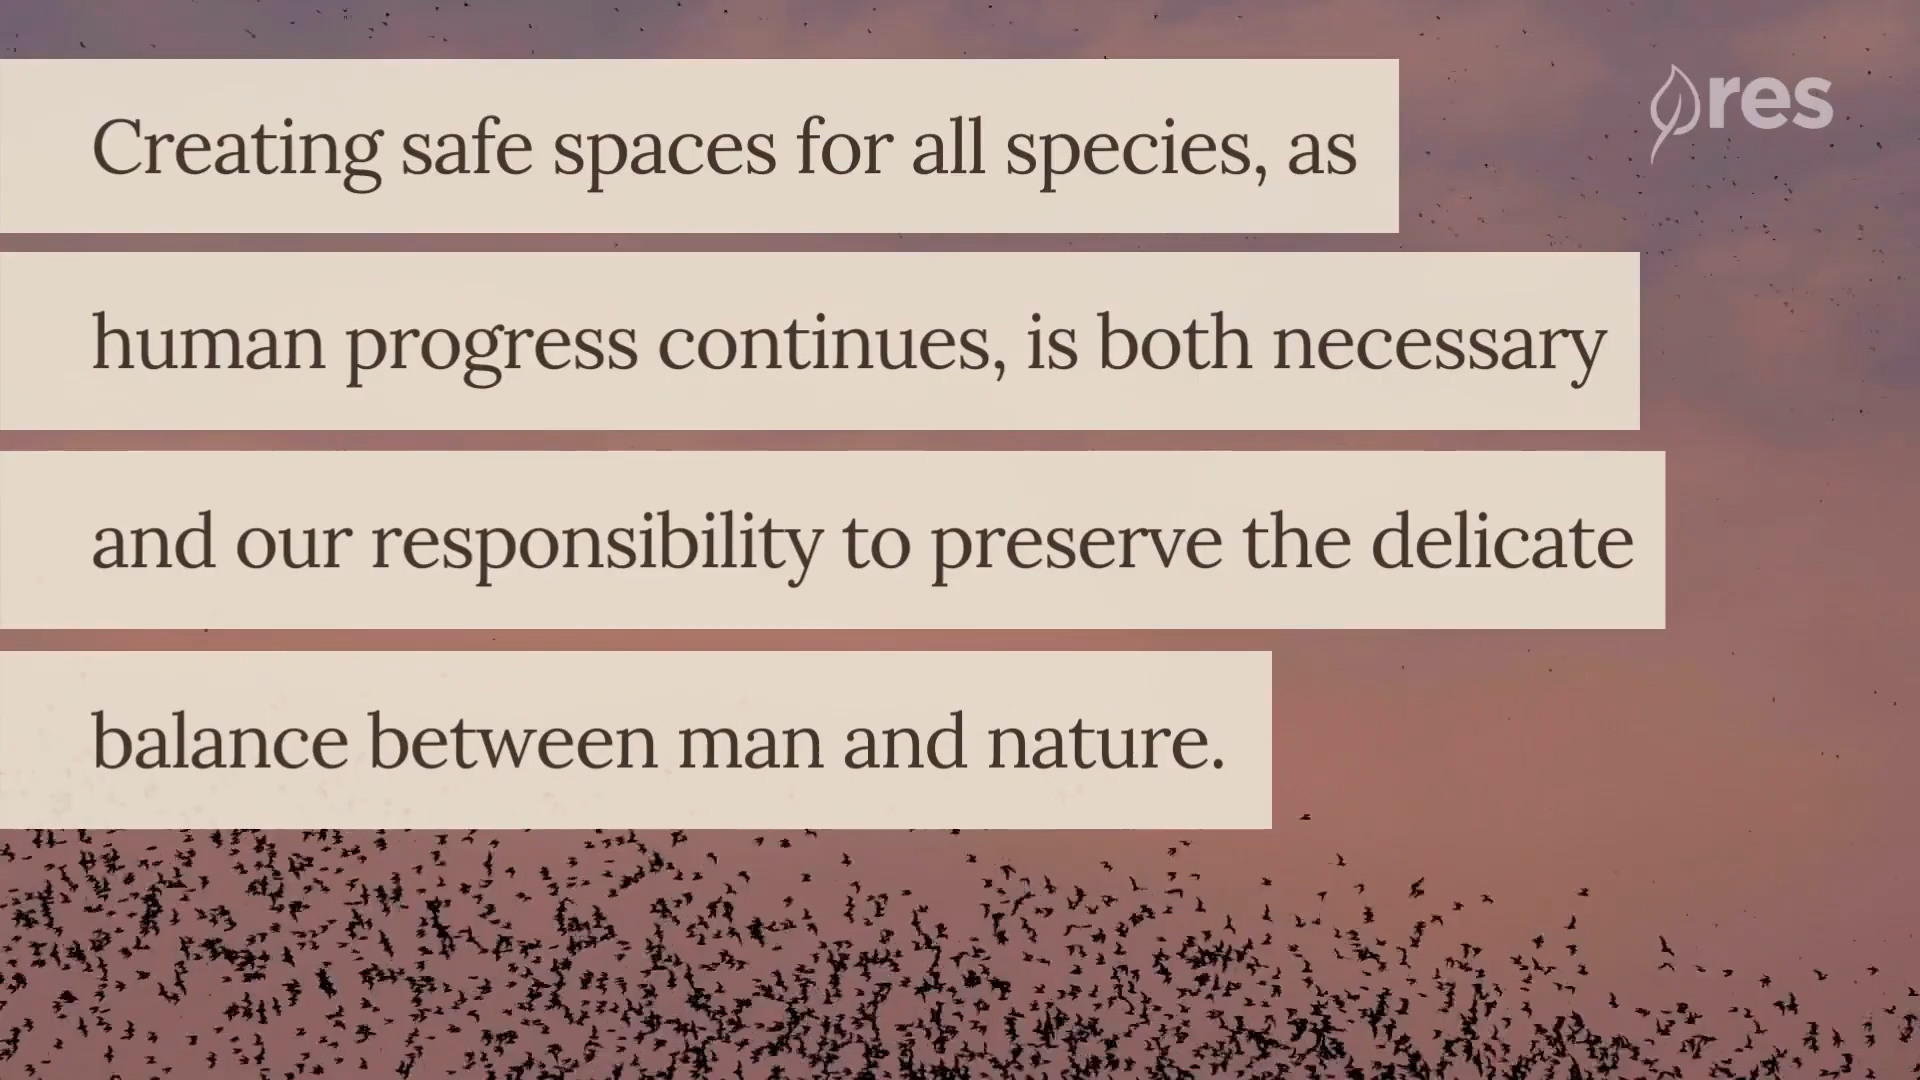 res
Creating safe spaces for all species, as
human progress continues, is both necessary
and our responsibility to preserve the delicate
balance between man and nature.